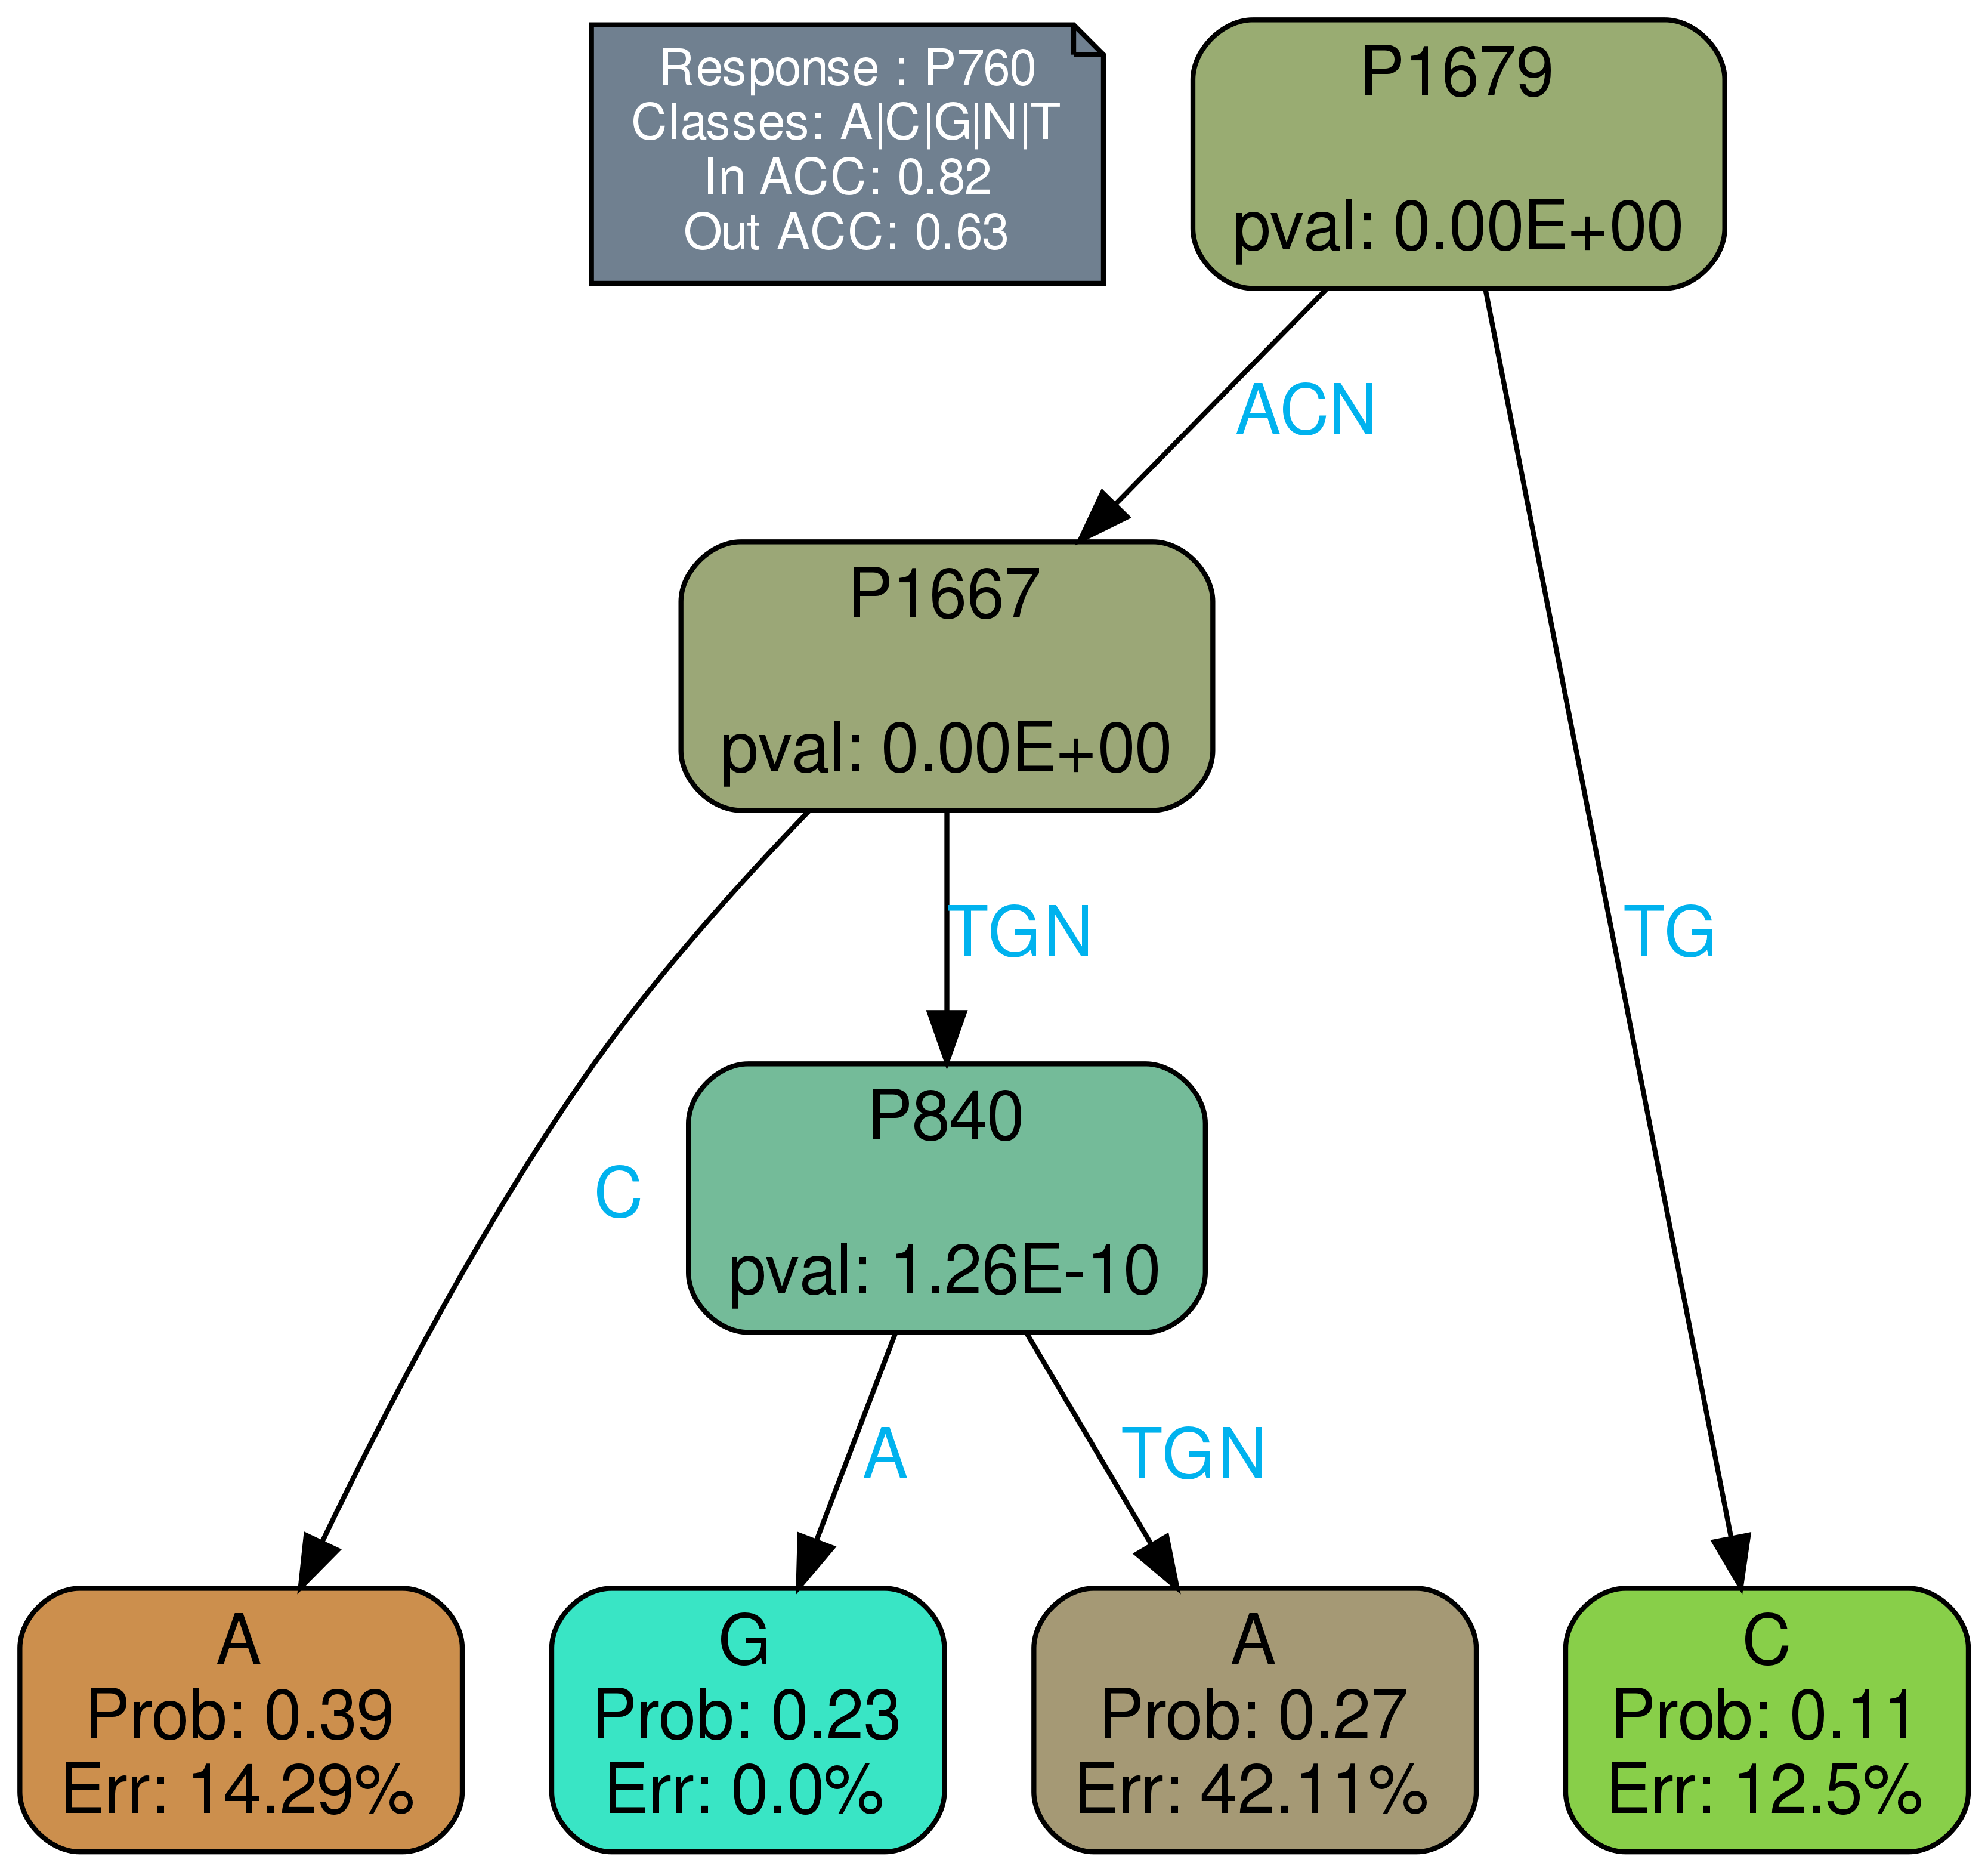 Response : P760
Classes: A|C|G|N|T
In ACC: 0.82
Out ACC: 0.63
P1679
pval: 0.00E+00
ACN
P1667
pval: 0.00E+00
TGN
TG
P840
pval: 1.26E-10
C
A
TGN
A
Prob: 0.39
Err: 14.29%
G
Prob: 0.23
Err: 0.0%
A
Prob: 0.27
Err: 42.11%
C
Prob: 0.11
Err: 12.5%